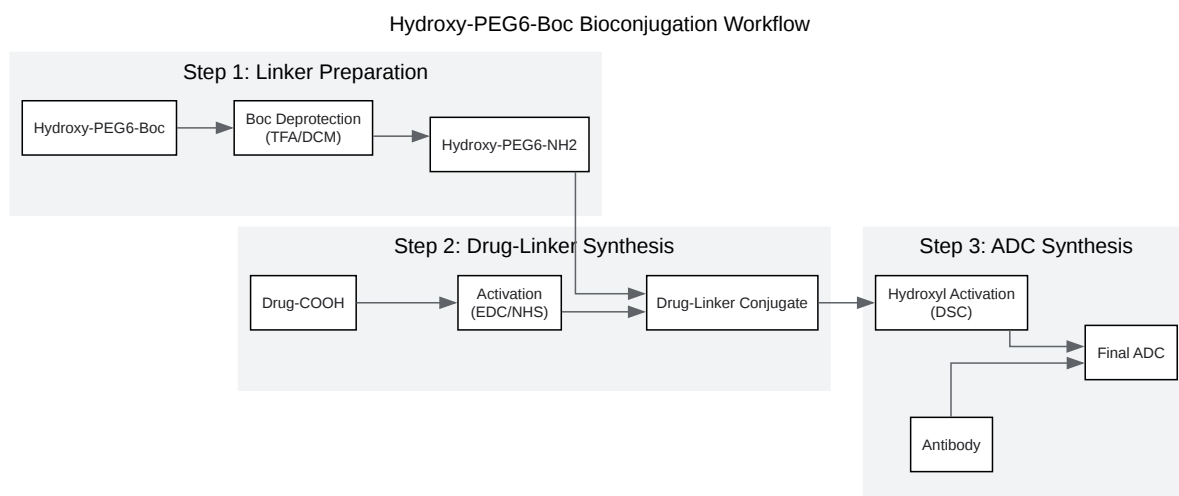 Hydroxy-PEG6-Boc Bioconjugation Workflow
Step 1: Linker Preparation
Hydroxy-PEG6-Boc
Boc Deprotection
(TFA/DCM)
Hydroxy-PEG6-NH2
Step 2: Drug-Linker Synthesis
Drug-COOH
Activation
(EDC/NHS)
Drug-Linker Conjugate
Step 3: ADC Synthesis
Hydroxyl Activation
(DSC)
Final ADC
Antibody